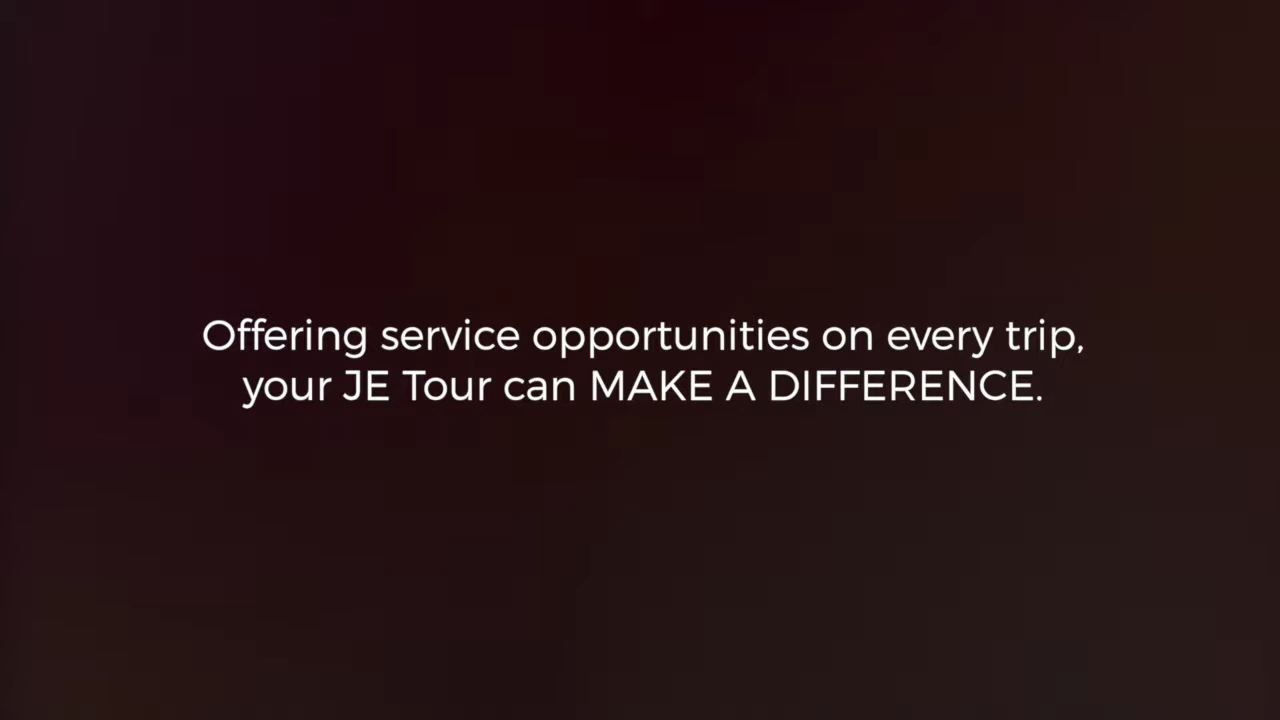 Offering service opportunities on every trip,
your JE Tour can MAKE A DIFFERENCE.